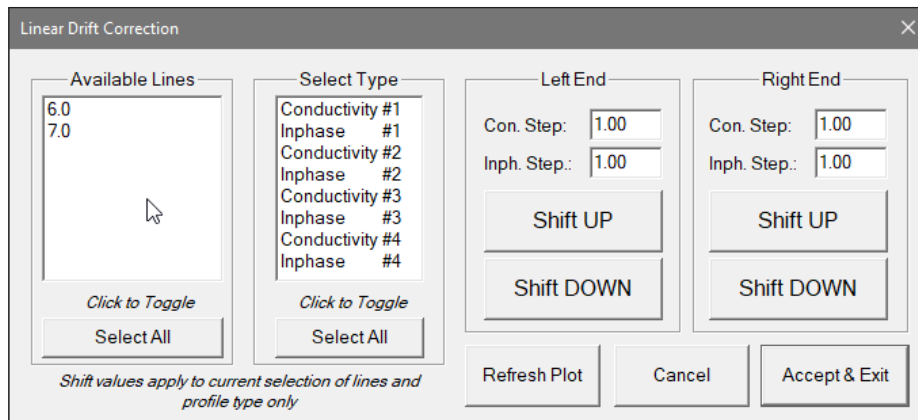 Linear Drift Correction
Available Lines
6.0
7.0
Click to Toggle
Select All
Select Type
Conductivity #1
Inphase #1
Conductivity #2
Inphase #2
Conductivity #3
Inphase #3
Conductivity #4
Inphase #4
Click to Toggle
Select All
Shift values apply to current selection of lines and
profile type only
Left End
Con. Step: 1.00
Inph. Step.: 1.00
Shift UP
Shift DOWN
Right End
Con. Step: 1.00
Inph. Step.: 1.00
Shift UP
Shift DOWN
Refresh Plot
Cancel
Accept & Exit